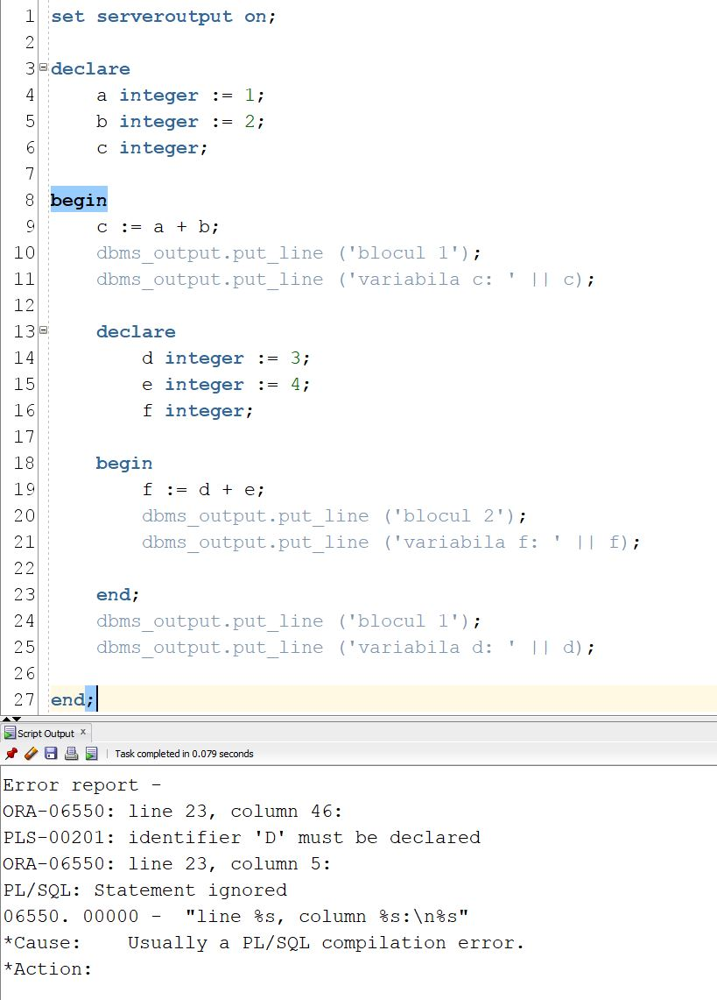 1 set serveroutput on;
2
3 declare
4     a integer := 1;
5     b integer := 2;
6     c integer;
7
8 begin
9     c := a + b;
10     dbms_output.put_line ('blocul 1');
11     dbms_output.put_line ('variabila c: ' || c);
12
13     declare
14         d integer := 3;
15         e integer := 4;
16         f integer;
17
18     begin
19         f := d + e;
20         dbms_output.put_line ('blocul 2');
21         dbms_output.put_line ('variabila f: ' || f);
22
23     end;
24     dbms_output.put_line ('blocul 1');
25     dbms_output.put_line ('variabila d: ' || d);
26
27 end;
Script Output x
Task completed in 0.079 seconds
Error report -
ORA-06550: line 23, column 46:
PLS-00201: identifier 'D' must be declared
ORA-06550: line 23, column 5:
PL/SQL: Statement ignored
06550. 00000 -  "line %s, column %s:\n%s"
*Cause:    Usually a PL/SQL compilation error.
*Action: